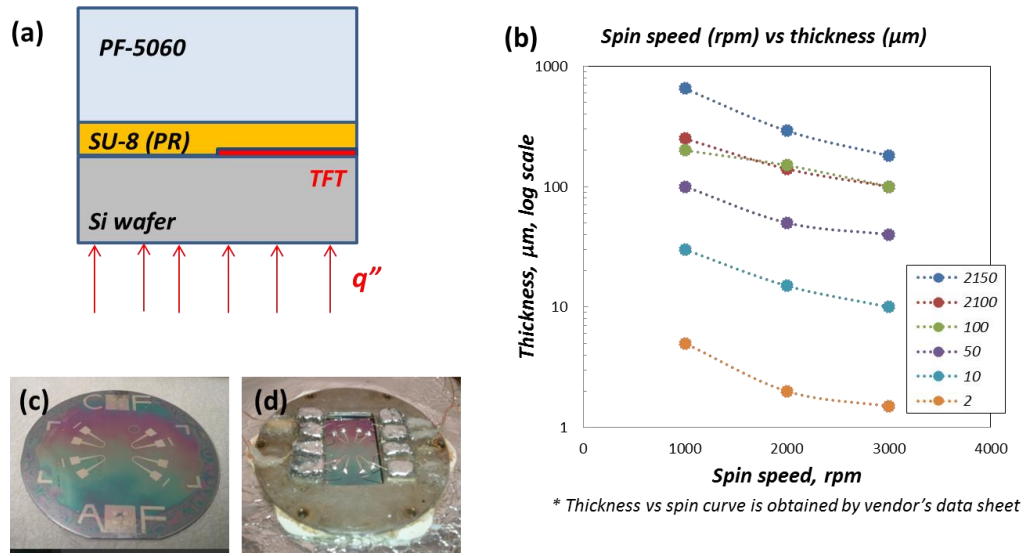 (a)
PF-5060
SU-8 (PR)
TFT
Si wafer
q”
(b)
Spin speed (rpm) vs thickness (μm)
Thickness, μm, log scale
1000
100
10
1
0
1000
2000
3000
4000
Spin speed, rpm
2150
2100
100
50
10
2
* Thickness vs spin curve is obtained by vendor’s data sheet
(c)
C F
A F
(d)